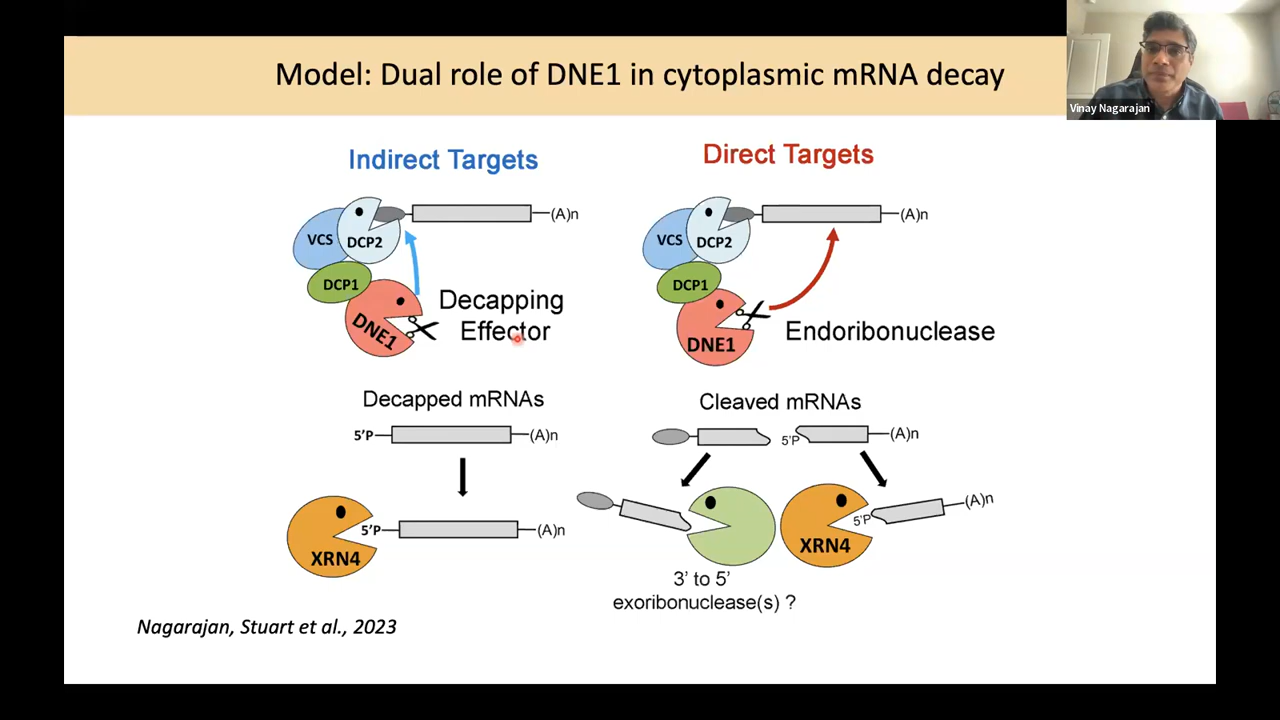 Model: Dual role of DNE1 in cytoplasmic mRNA decay
Vinay Nagarajan
Indirect Targets
VCS
DCP2
(A)n
DCP1
DNE1
Decapping
Effector
Decapped mRNAs
5'P
(A)n
XRN4
5'P
(A)n
Direct Targets
VCS
DCP2
(A)n
DCP1
DNE1
Endoribonuclease
Cleaved mRNAs
5'P
(A)n
XRN4
5'P
(A)n
3' to 5'
exoribonuclease(s) ?
Nagarajan, Stuart et al., 2023